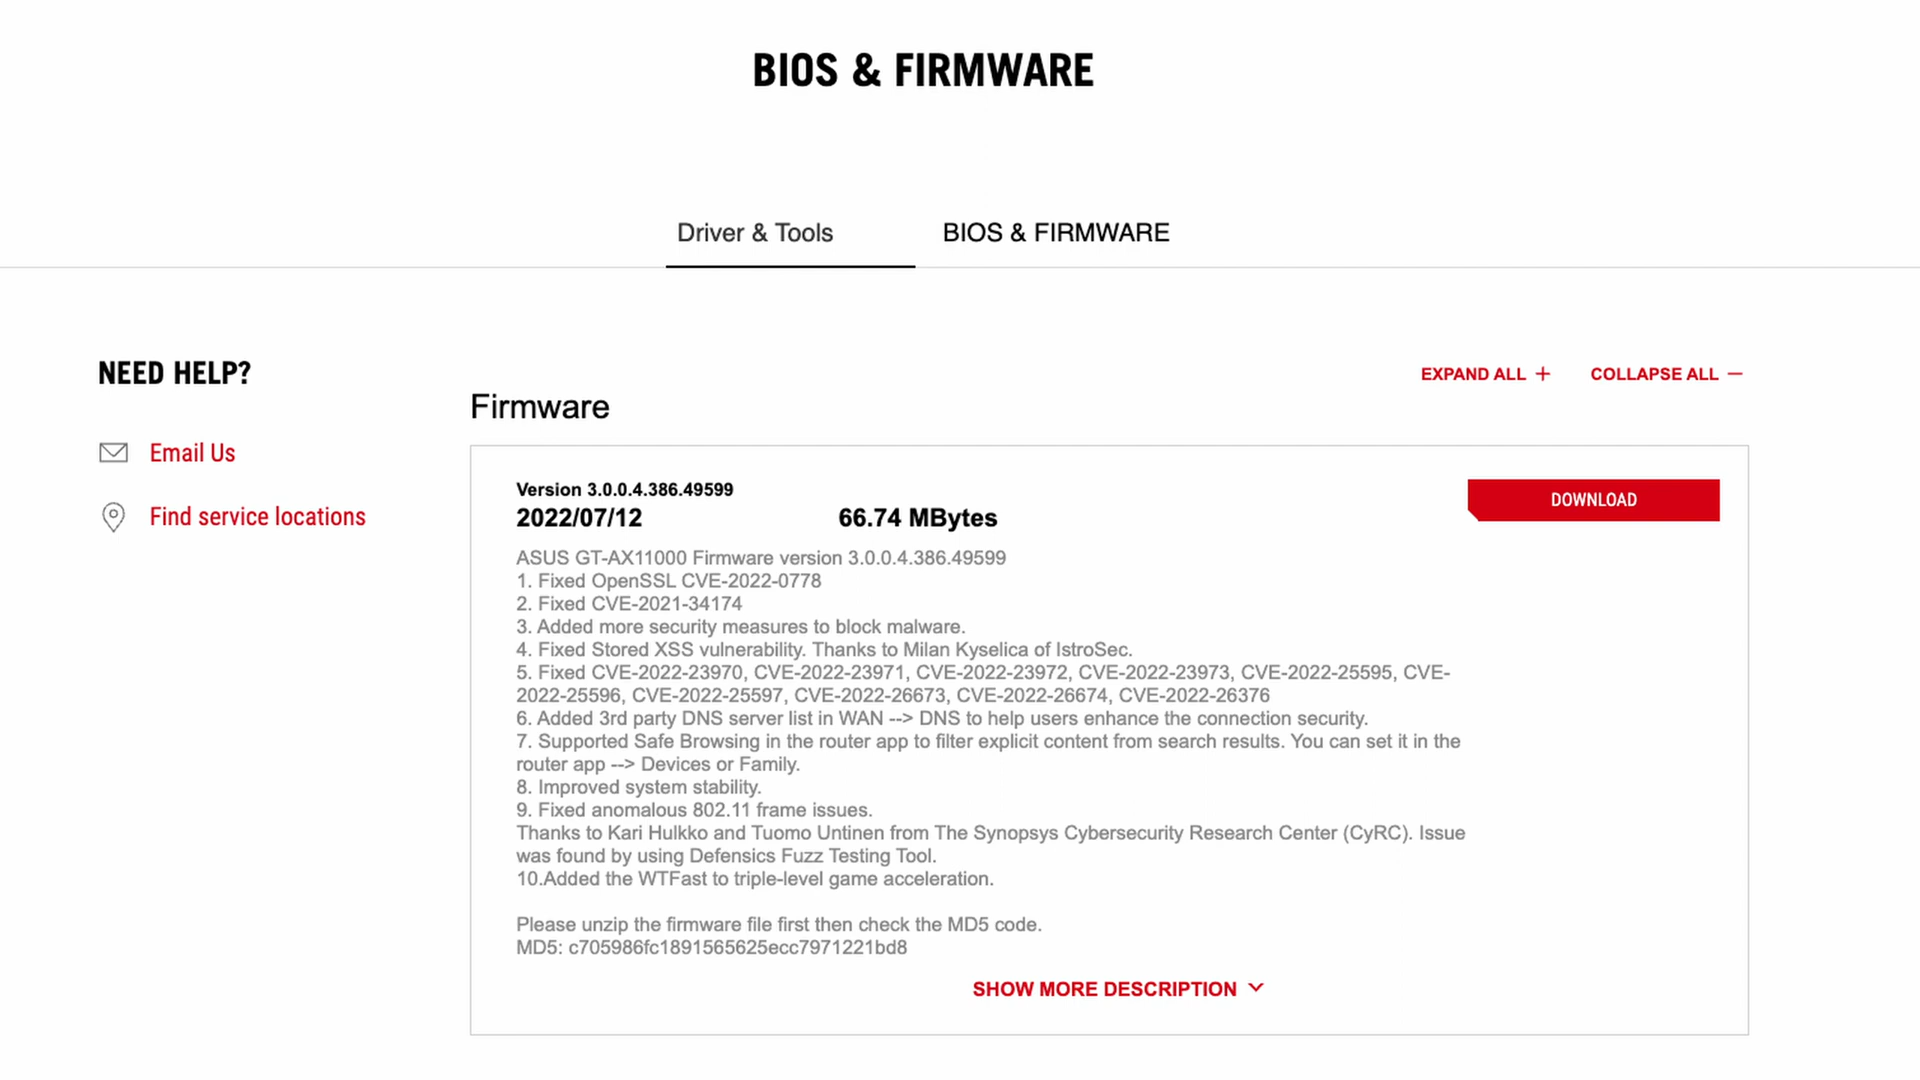 BIOS & FIRMWARE
Driver & Tools
BIOS & FIRMWARE
NEED HELP?
Email Us
Find service locations
EXPAND ALL +
COLLAPSE ALL −
Firmware
Version 3.0.0.4.386.49599
2022/07/12
66.74 MBytes
DOWNLOAD
ASUS GT-AX11000 Firmware version 3.0.0.4.386.49599
1. Fixed OpenSSL CVE-2022-0778
2. Fixed CVE-2021-34174
3. Added more security measures to block malware.
4. Fixed Stored XSS vulnerability. Thanks to Milan Kyselica of IstroSec.
5. Fixed CVE-2022-23970, CVE-2022-23971, CVE-2022-23972, CVE-2022-23973, CVE-2022-25595, CVE-
2022-25596, CVE-2022-25597, CVE-2022-26673, CVE-2022-26674, CVE-2022-26376
6. Added 3rd party DNS server list in WAN --> DNS to help users enhance the connection security.
7. Supported Safe Browsing in the router app to filter explicit content from search results. You can set it in the
router app --> Devices or Family.
8. Improved system stability.
9. Fixed anomalous 802.11 frame issues.
Thanks to Kari Hulkko and Tuomo Untinen from The Synopsys Cybersecurity Research Center (CyRC). Issue
was found by using Defensics Fuzz Testing Tool.
10.Added the WTFast to triple-level game acceleration.
Please unzip the firmware file first then check the MD5 code.
MD5: c705986fc1891565625ecc7971221bd8
SHOW MORE DESCRIPTION